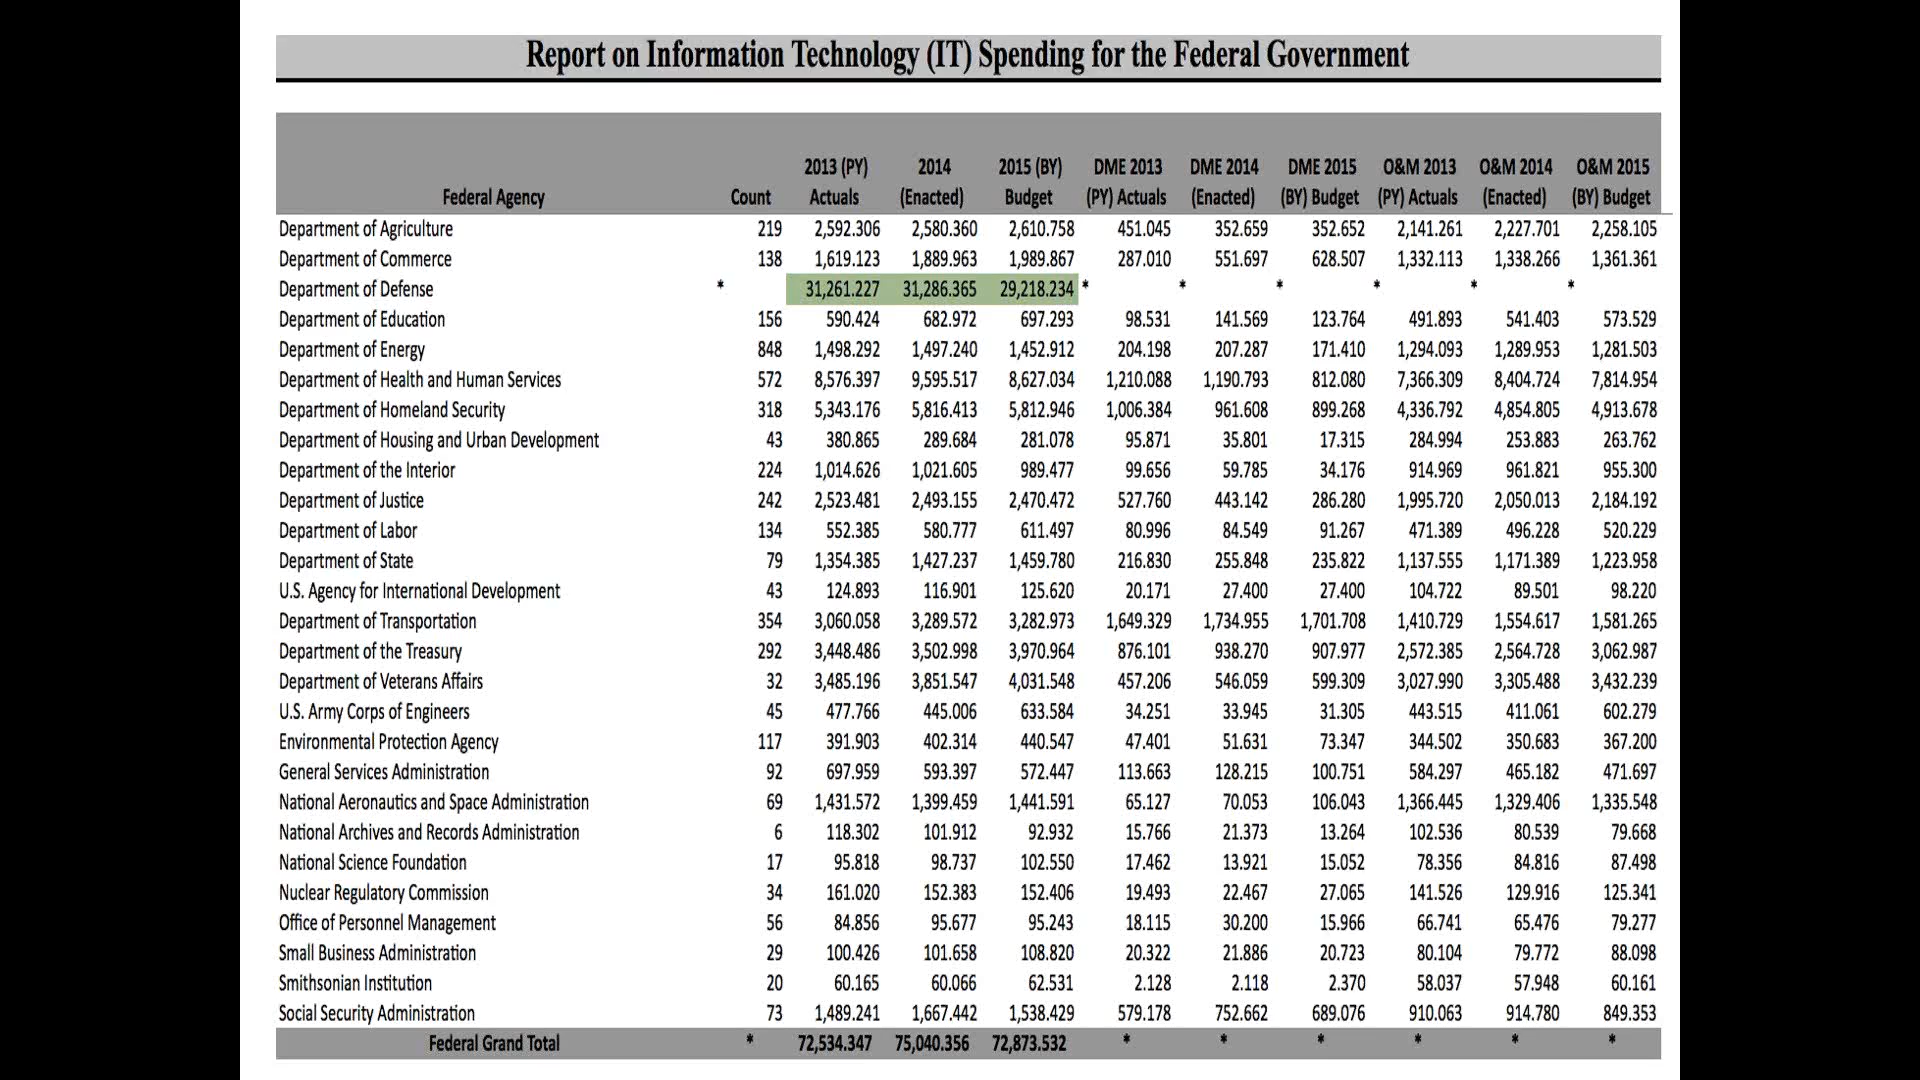 Report on Information Technology (IT) Spending for the Federal Government
2013 (PY) 2014 2015 (BY) DME 2013 DME 2014 DME 2015 O&M 2013 O&M 2014 O&M 2015
Federal Agency Count Actuals (Enacted) Budget (PY) Actuals (Enacted) (BY) Budget (PY) Actuals (Enacted) (BY) Budget
Department of Agriculture 219 2,592.306 2,580.360 2,610.758 451.045 352.659 352.652 2,141.261 2,227.701 2,258.105
Department of Commerce 138 1,619.123 1,889.963 1,989.867 287.010 551.697 628.507 1,332.113 1,338.266 1,361.361
Department of Defense * 31,261.227 31,286.365 29,218.234 * * * * * *
Department of Education 156 590.424 682.972 697.293 98.531 141.569 123.764 491.893 541.403 573.529
Department of Energy 848 1,498.292 1,497.240 1,452.912 204.198 207.287 171.410 1,294.093 1,289.953 1,281.503
Department of Health and Human Services 572 8,576.397 9,595.517 8,627.034 1,210.088 1,190.793 812.080 7,366.309 8,404.724 7,814.954
Department of Homeland Security 318 5,343.176 5,816.413 5,812.946 1,006.384 961.608 899.268 4,336.792 4,854.805 4,913.678
Department of Housing and Urban Development 43 380.865 289.684 281.078 95.871 35.801 17.315 284.994 253.883 263.762
Department of the Interior 224 1,014.626 1,021.605 989.477 99.656 59.785 34.176 914.969 961.821 955.300
Department of Justice 242 2,523.481 2,493.155 2,470.472 527.760 443.142 286.280 1,995.720 2,050.013 2,184.192
Department of Labor 134 552.385 580.777 611.497 80.996 84.549 91.267 471.389 496.228 520.229
Department of State 79 1,354.385 1,427.237 1,459.780 216.830 255.848 235.822 1,137.555 1,171.389 1,223.958
U.S. Agency for International Development 43 124.893 116.901 125.620 20.171 27.400 27.400 104.722 89.501 98.220
Department of Transportation 354 3,060.058 3,289.572 3,282.973 1,649.329 1,734.955 1,701.708 1,410.729 1,554.617 1,581.265
Department of the Treasury 292 3,448.486 3,502.998 3,970.964 876.101 938.270 907.977 2,572.385 2,564.728 3,062.987
Department of Veterans Affairs 32 3,485.196 3,851.547 4,031.548 457.206 546.059 599.309 3,027.990 3,305.488 3,432.239
U.S. Army Corps of Engineers 45 477.766 445.006 633.584 34.251 33.945 31.305 443.515 411.061 602.279
Environmental Protection Agency 117 391.903 402.314 440.547 47.401 51.631 73.347 344.502 350.683 367.200
General Services Administration 92 697.959 593.397 572.447 113.663 128.215 100.751 584.297 465.182 471.697
National Aeronautics and Space Administration 69 1,431.572 1,399.459 1,441.591 65.127 70.053 106.043 1,366.445 1,329.406 1,335.548
National Archives and Records Administration 6 118.302 101.912 92.932 15.766 21.373 13.264 102.536 80.539 79.668
National Science Foundation 17 95.818 98.737 102.550 17.462 13.921 15.052 78.356 84.816 87.498
Nuclear Regulatory Commission 34 161.020 152.383 152.406 19.493 22.467 27.065 141.526 129.916 125.341
Office of Personnel Management 56 84.856 95.677 95.243 18.115 30.200 15.966 66.741 65.476 79.277
Small Business Administration 29 100.426 101.658 108.820 20.322 21.886 20.723 80.104 79.772 88.098
Smithsonian Institution 20 60.165 60.066 62.531 2.128 2.118 2.370 58.037 57.948 60.161
Social Security Administration 73 1,489.241 1,667.442 1,538.429 579.178 752.662 689.076 910.063 914.780 849.353
Federal Grand Total * 72,534.347 75,040.356 72,873.532 * * * * * *